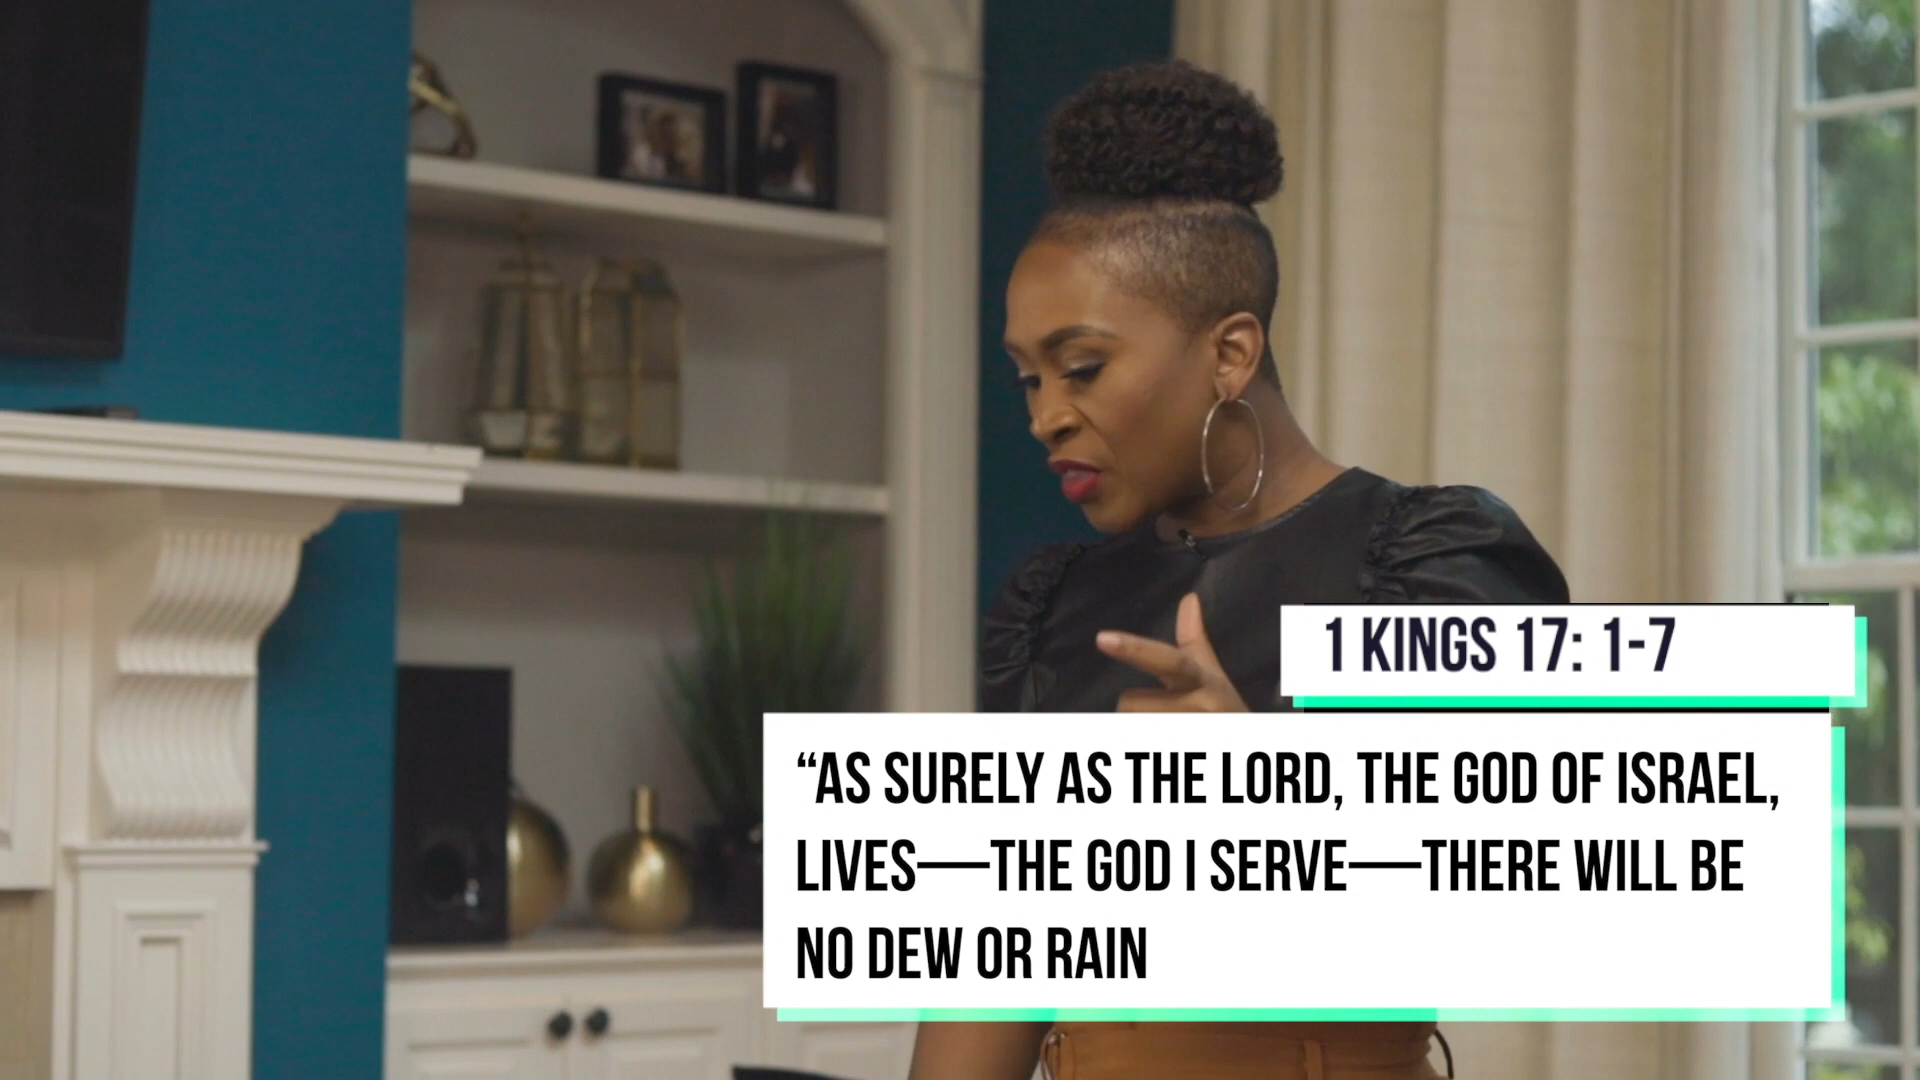 1 KINGS 17: 1-7
“AS SURELY AS THE LORD, THE GOD OF ISRAEL,
LIVES—THE GOD I SERVE—THERE WILL BE
NO DEW OR RAIN